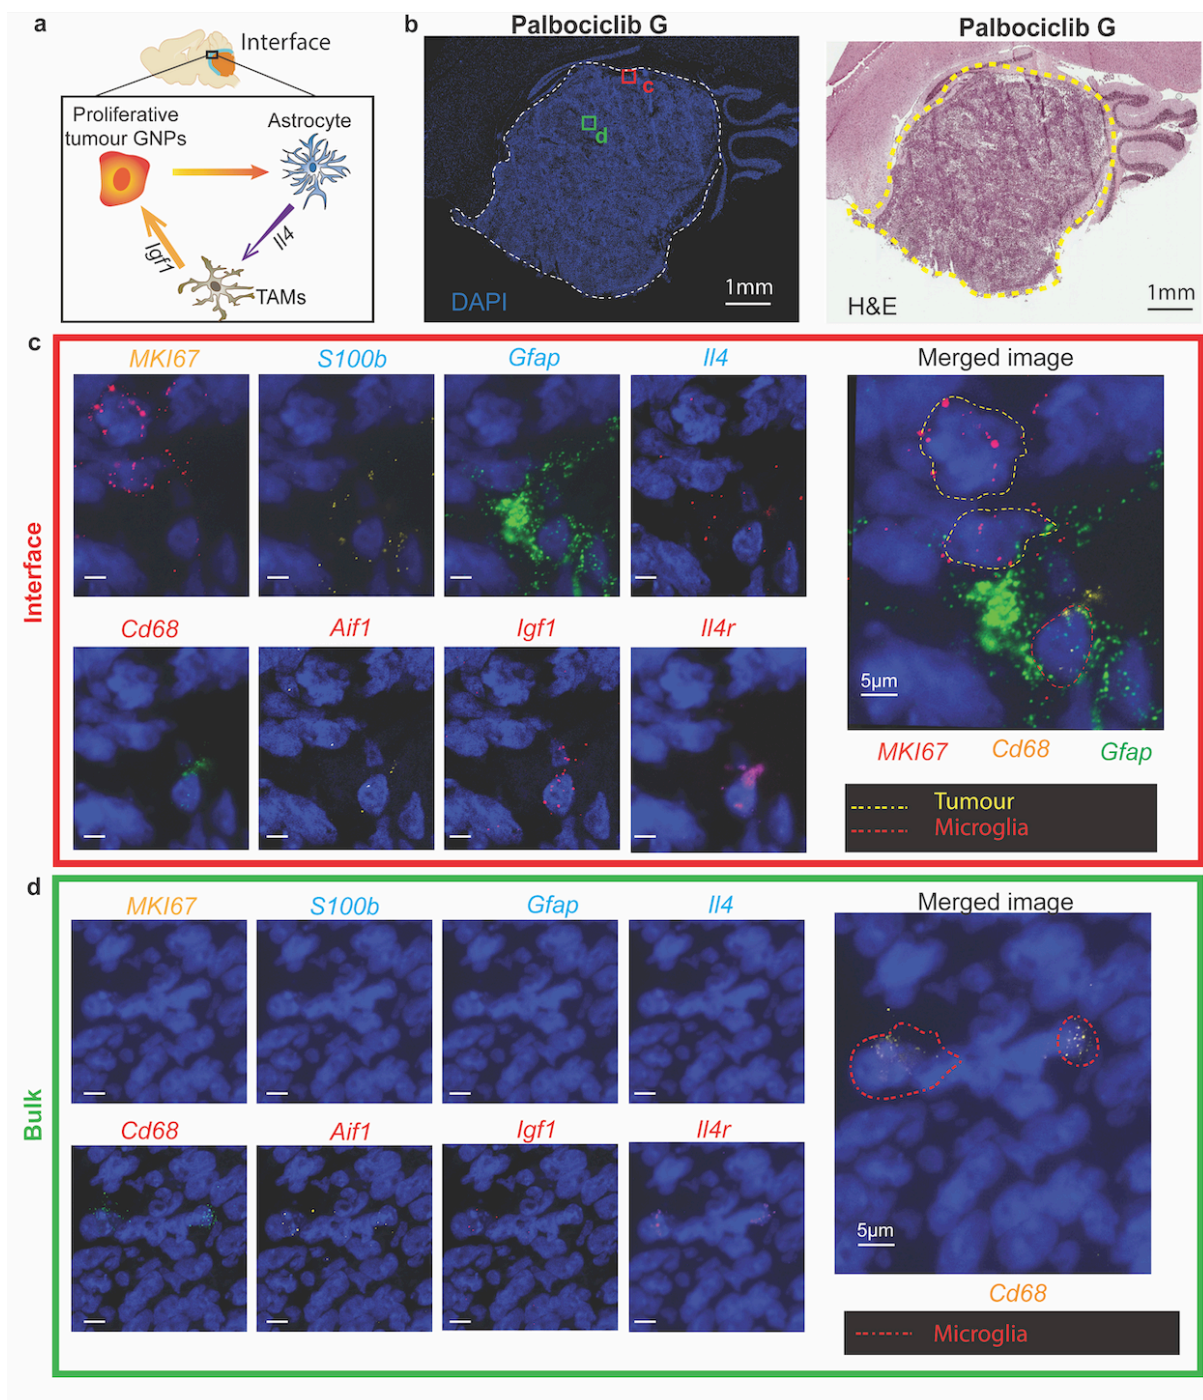 a
Interface
Proliferative
tumour GNPs
Astrocyte
Il4
Igf1
TAMs
b
Palbociclib G
c
d
DAPI
1mm
Palbociclib G
H&E
1mm
c
Interface
MKI67
S100b
Gfap
Il4
Merged image
Cd68
Aif1
Igf1
Il4r
5µm
MKI67
Cd68
Gfap
Tumour
Microglia
d
Bulk
MKI67
S100b
Gfap
Il4
Merged image
Cd68
Aif1
Igf1
Il4r
5µm
Cd68
Microglia